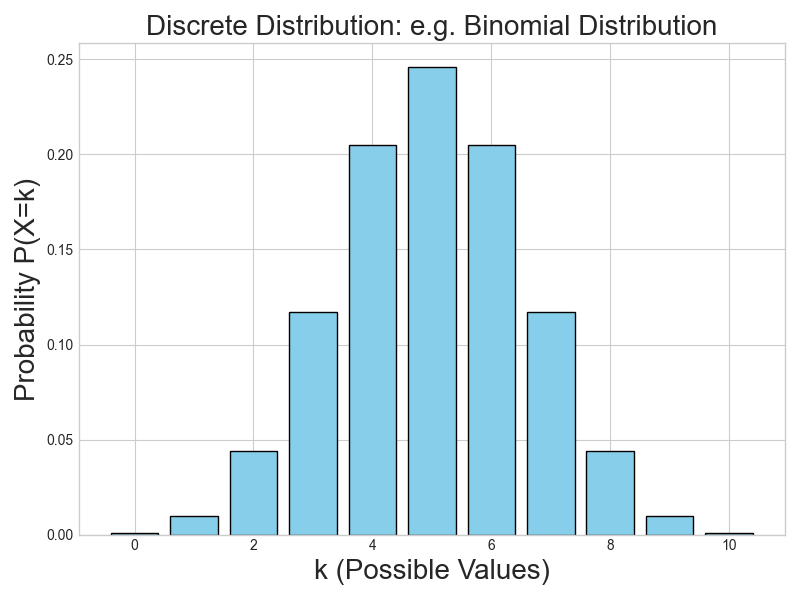 Discrete Distribution: e.g. Binomial Distribution
Probability P(X=k)
0.25
0.20
0.15
0.10
0.05
0.00
0 2 4 6 8 10
k (Possible Values)